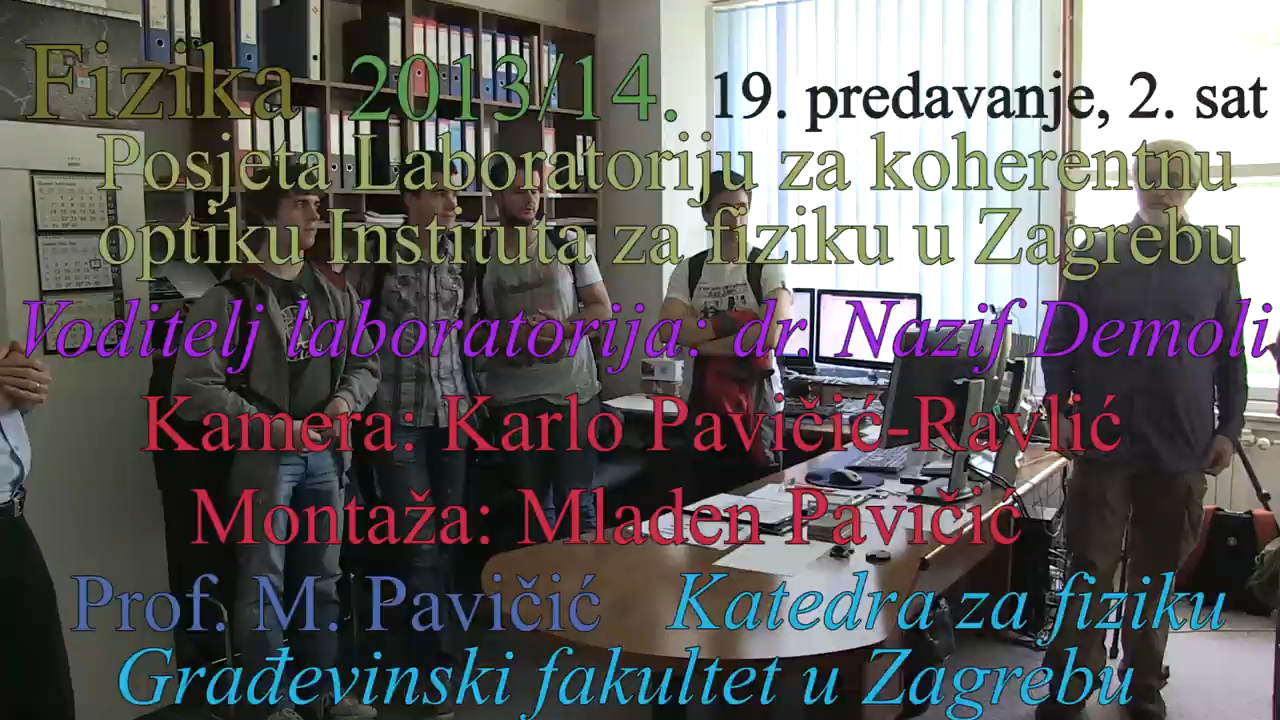 Fizika 2013/14. 19. predavanje, 2. sat
Posjeta Laboratoriju za koherentnu
optiku Instituta za fiziku u Zagrebu
Voditelj laboratorija: dr. Nazif Demoli
Kamera: Karlo Pavičić-Ravlić
Montaža: Mladen Pavičić
Prof. M. Pavičić Katedra za fiziku
Građevinski fakultet u Zagrebu